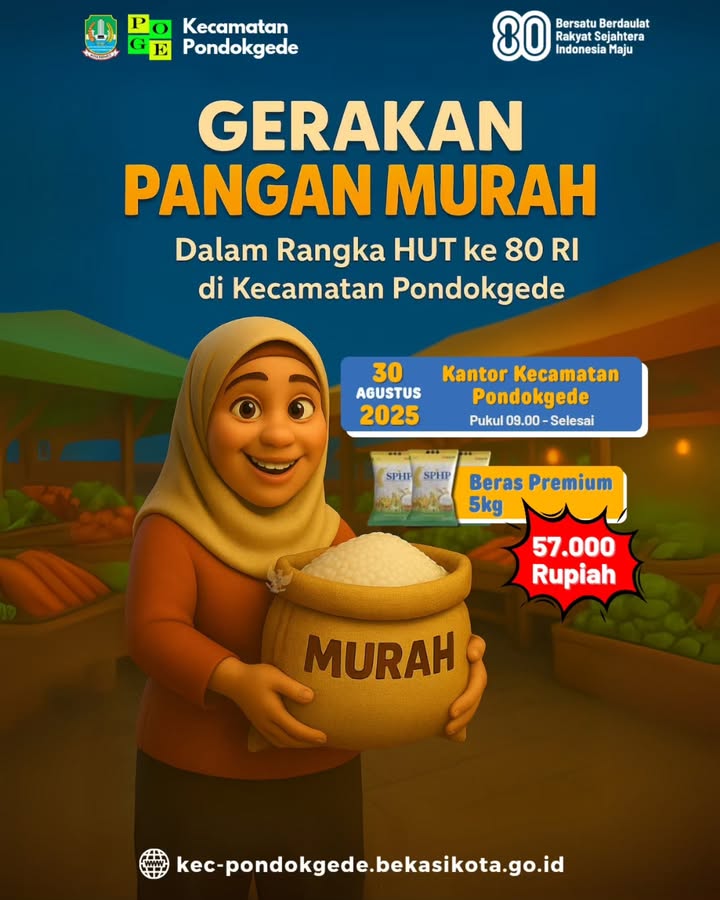 P O
G E
Kecamatan
Pondokgede
80
Bersatu Berdaulat
Rakyat Sejahtera
Indonesia Maju
GERAKAN
PANGAN MURAH
Dalam Rangka HUT ke 80 RI
di Kecamatan Pondokgede
30
AGUSTUS
2025
Kantor Kecamatan
Pondokgede
Pukul 09.00 - Selesai
SPHP
SPHP
Beras Premium
5kg
57.000
Rupiah
MURAH
kec-pondokgede.bekasikota.go.id